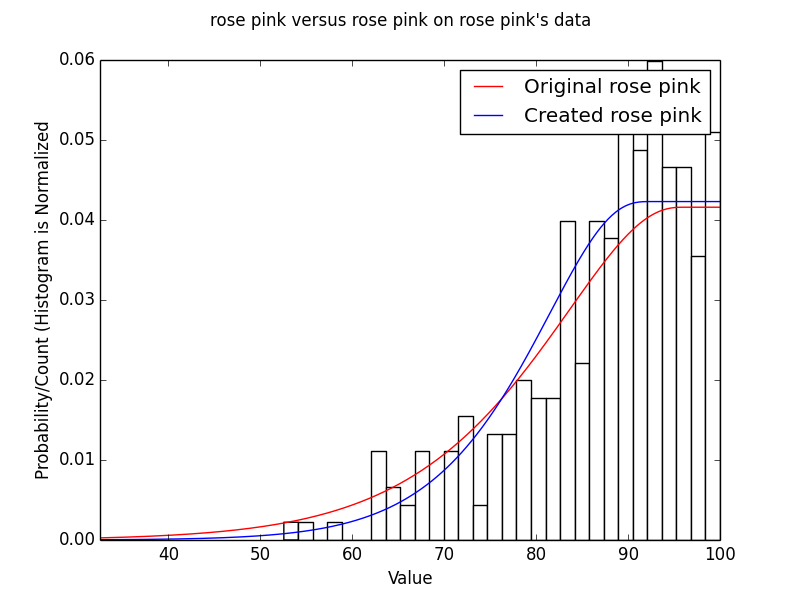 rose pink versus rose pink on rose pink's data
Original rose pink
Created rose pink
Probability/Count (Histogram is Normalized
0.06
0.05
0.04
0.03
0.02
0.01
0.00
40 50 60 70 80 90 100
Value